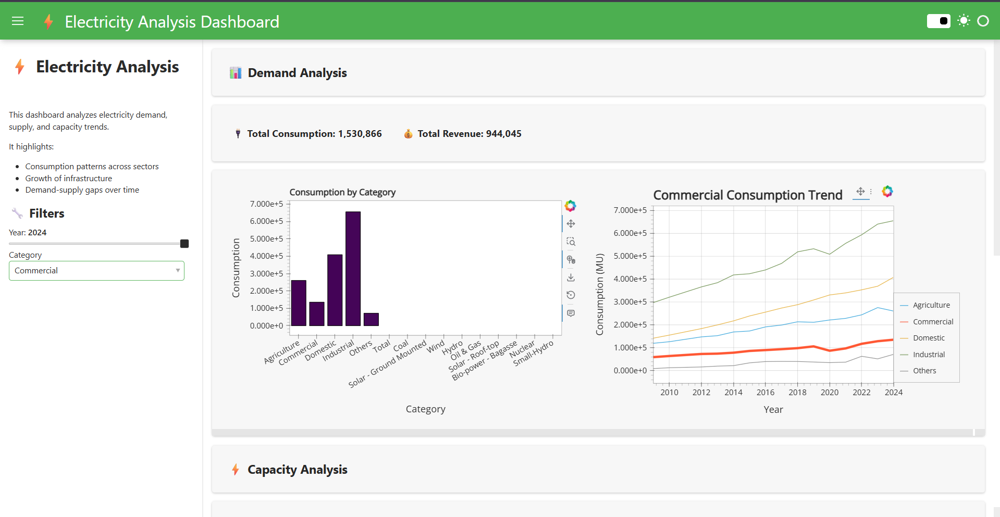 Electricity Analysis Dashboard
Electricity Analysis
This dashboard analyzes electricity demand,
supply, and capacity trends.
It highlights:
Consumption patterns across sectors
Growth of infrastructure
Demand-supply gaps over time
Filters
Year: 2024
Category
Commercial
Demand Analysis
Total Consumption: 1,530,866
Total Revenue: 944,045
Consumption by Category
7.000e+5
6.000e+5
5.000e+5
4.000e+5
3.000e+5
2.000e+5
1.000e+5
0.000e+0
Consumption
Agriculture
Commercial
Domestic
Industrial
Others
Total
Coal
Solar - Ground Mounted
Wind
Hydro
Oil & Gas
Solar - Roof-top
Bio-power - Bagasse
Nuclear
Small-Hydro
Category
Commercial Consumption Trend
7.000e+5
6.000e+5
5.000e+5
4.000e+5
3.000e+5
2.000e+5
1.000e+5
0.000e+0
Consumption (MU)
2010
2012
2014
2016
2018
2020
2022
2024
Year
Agriculture
Commercial
Domestic
Industrial
Others
Capacity Analysis